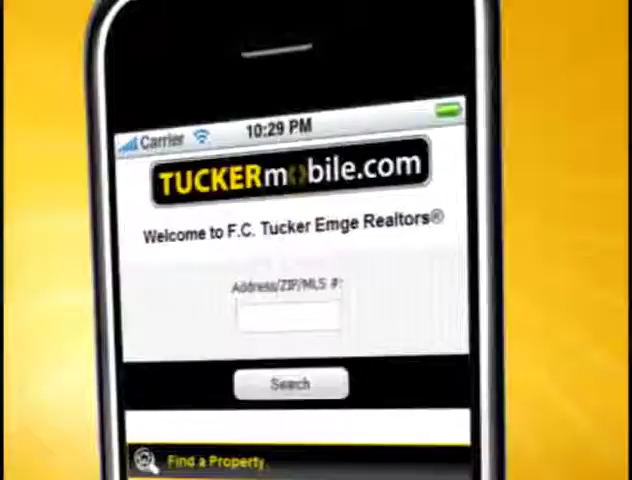 Carrier 10:29 PM
TUCKERmobile.com
Welcome to F.C. Tucker Emge Realtors®
Address/ZIP/MLS #:
Search
Find a Property